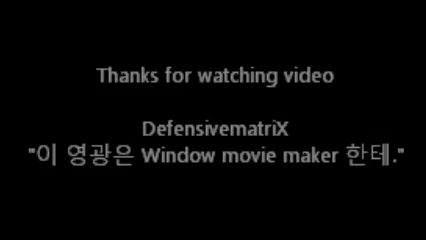 Thanks for watching video
DefensivematriX
"이 영광은 Window movie maker 한테."